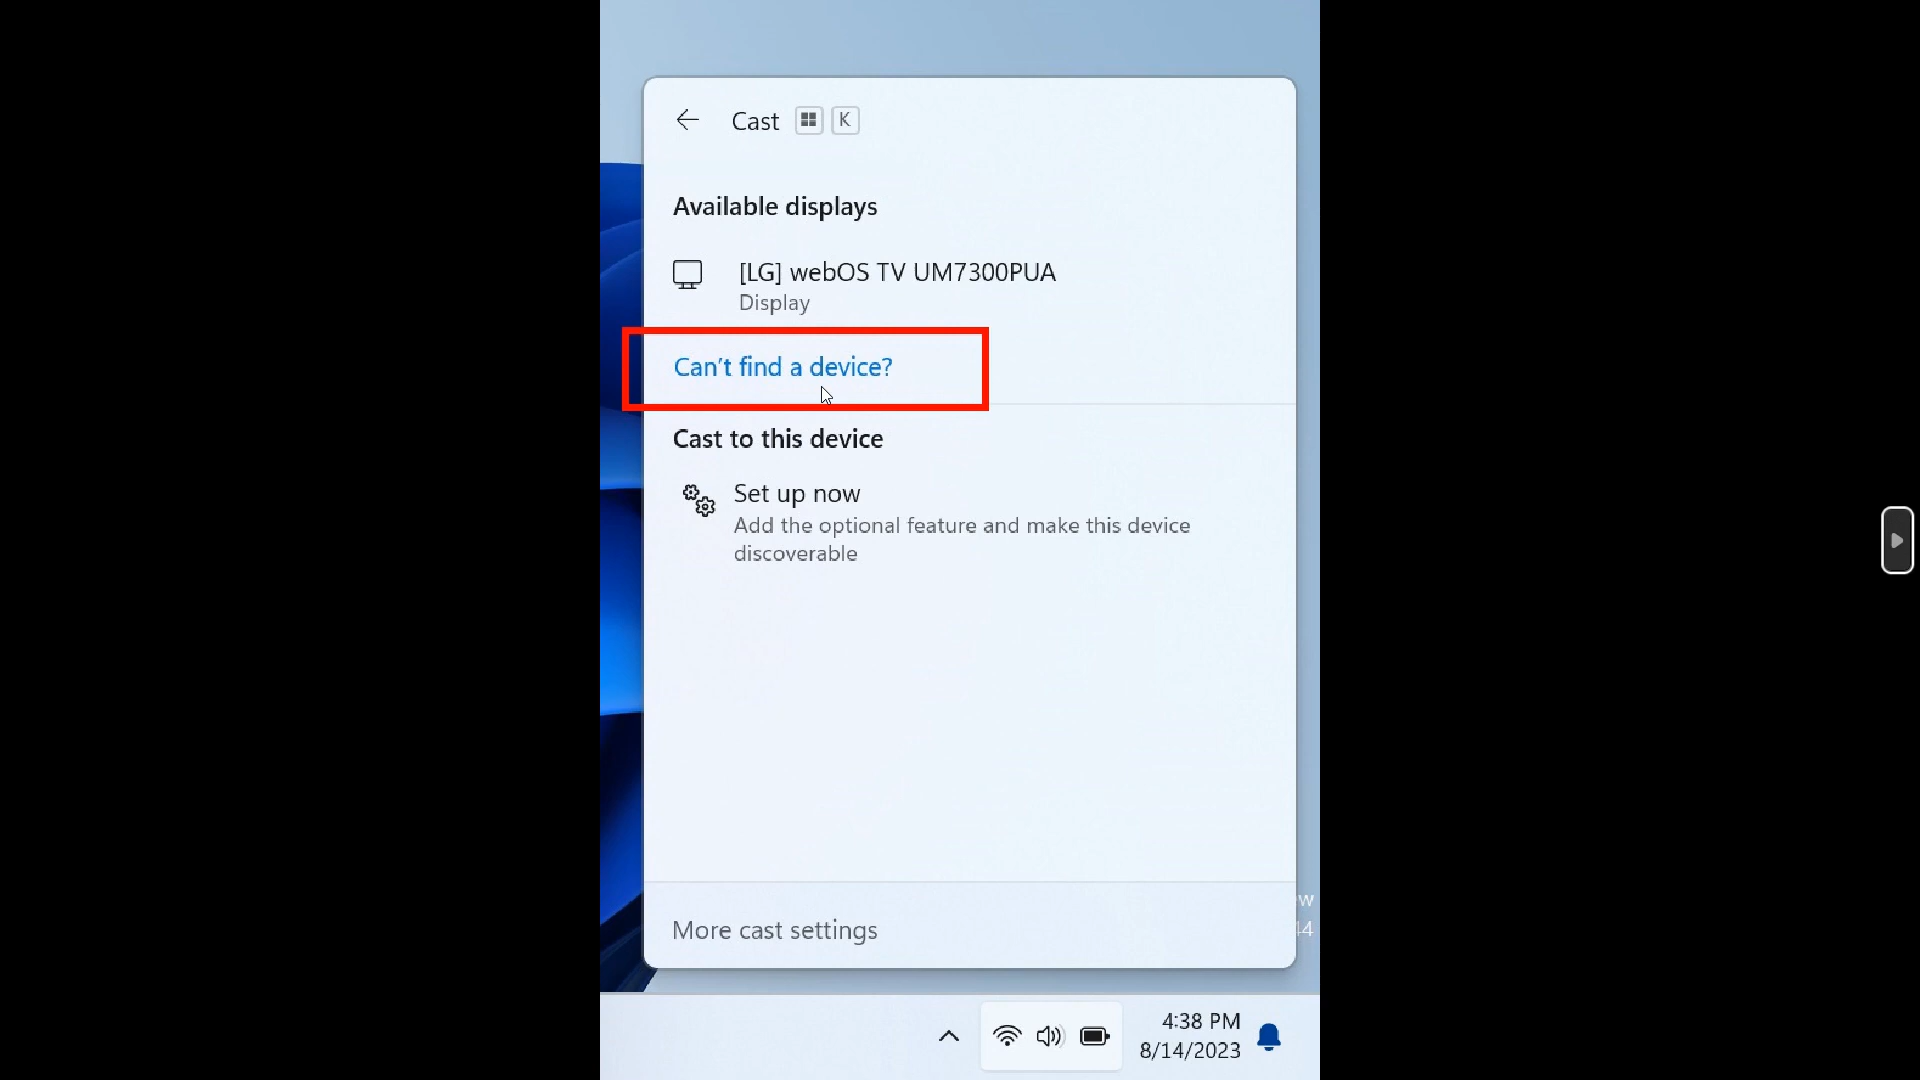 Cast K
Available displays
[LG] webOS TV UM7300PUA
Display
Can't find a device?
Cast to this device
Set up now
Add the optional feature and make this device
discoverable
More cast settings
4:38 PM
8/14/2023